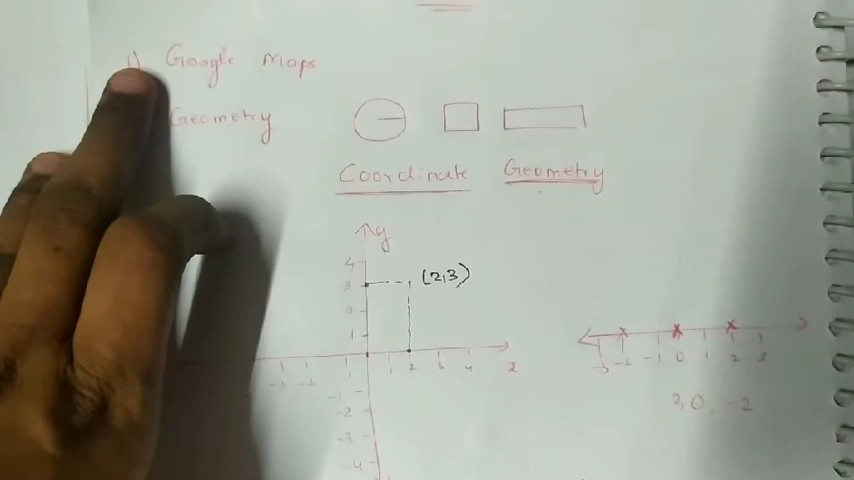 1) Google Maps
Geometry
Coordinate Geometry
y
4
3
(2,3)
1
1 2 3 4
-1
-2
-3
-4
-3 -2 -1 0 1 2 3
2, 0, -2